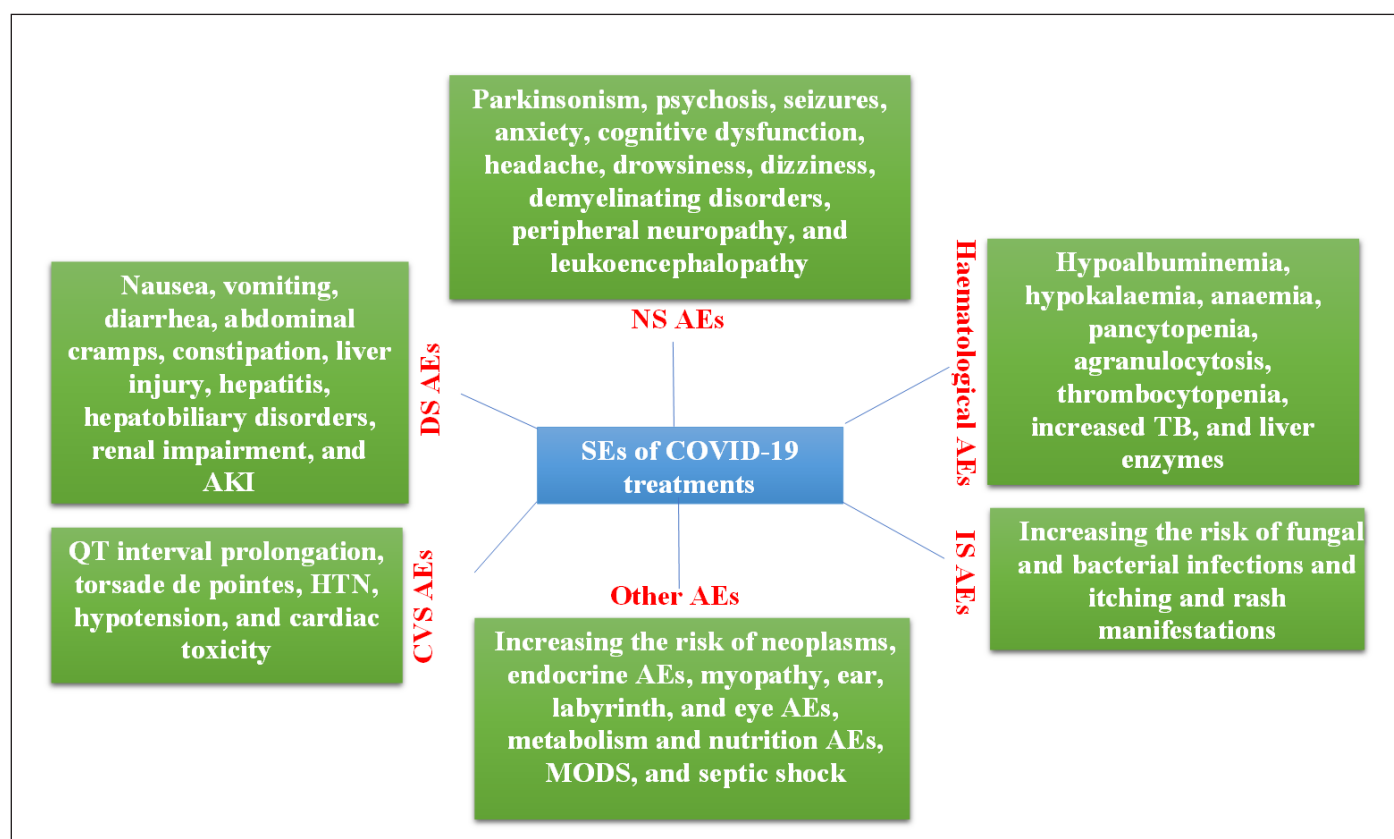 Parkinsonism, psychosis, seizures,
anxiety, cognitive dysfunction,
headache, drowsiness, dizziness,
demyelinating disorders,
peripheral neuropathy, and
leukoencephalopathy
NS AEs
Nausea, vomiting,
diarrhea, abdominal
cramps, constipation, liver
injury, hepatitis,
hepatobiliary disorders,
renal impairment, and
AKI
DS AEs
SEs of COVID-19
treatments
Haematological AEs
Hypoalbuminemia,
hypokalaemia, anaemia,
pancytopenia,
agranulocytosis,
thrombocytopenia,
increased TB, and liver
enzymes
QT interval prolongation,
torsade de pointes, HTN,
hypotension, and cardiac
toxicity
CVS AEs
Other AEs
Increasing the risk of neoplasms,
endocrine AEs, myopathy, ear,
labyrinth, and eye AEs,
metabolism and nutrition AEs,
MODS, and septic shock
IS AEs
Increasing the risk of fungal
and bacterial infections and
itching and rash
manifestations